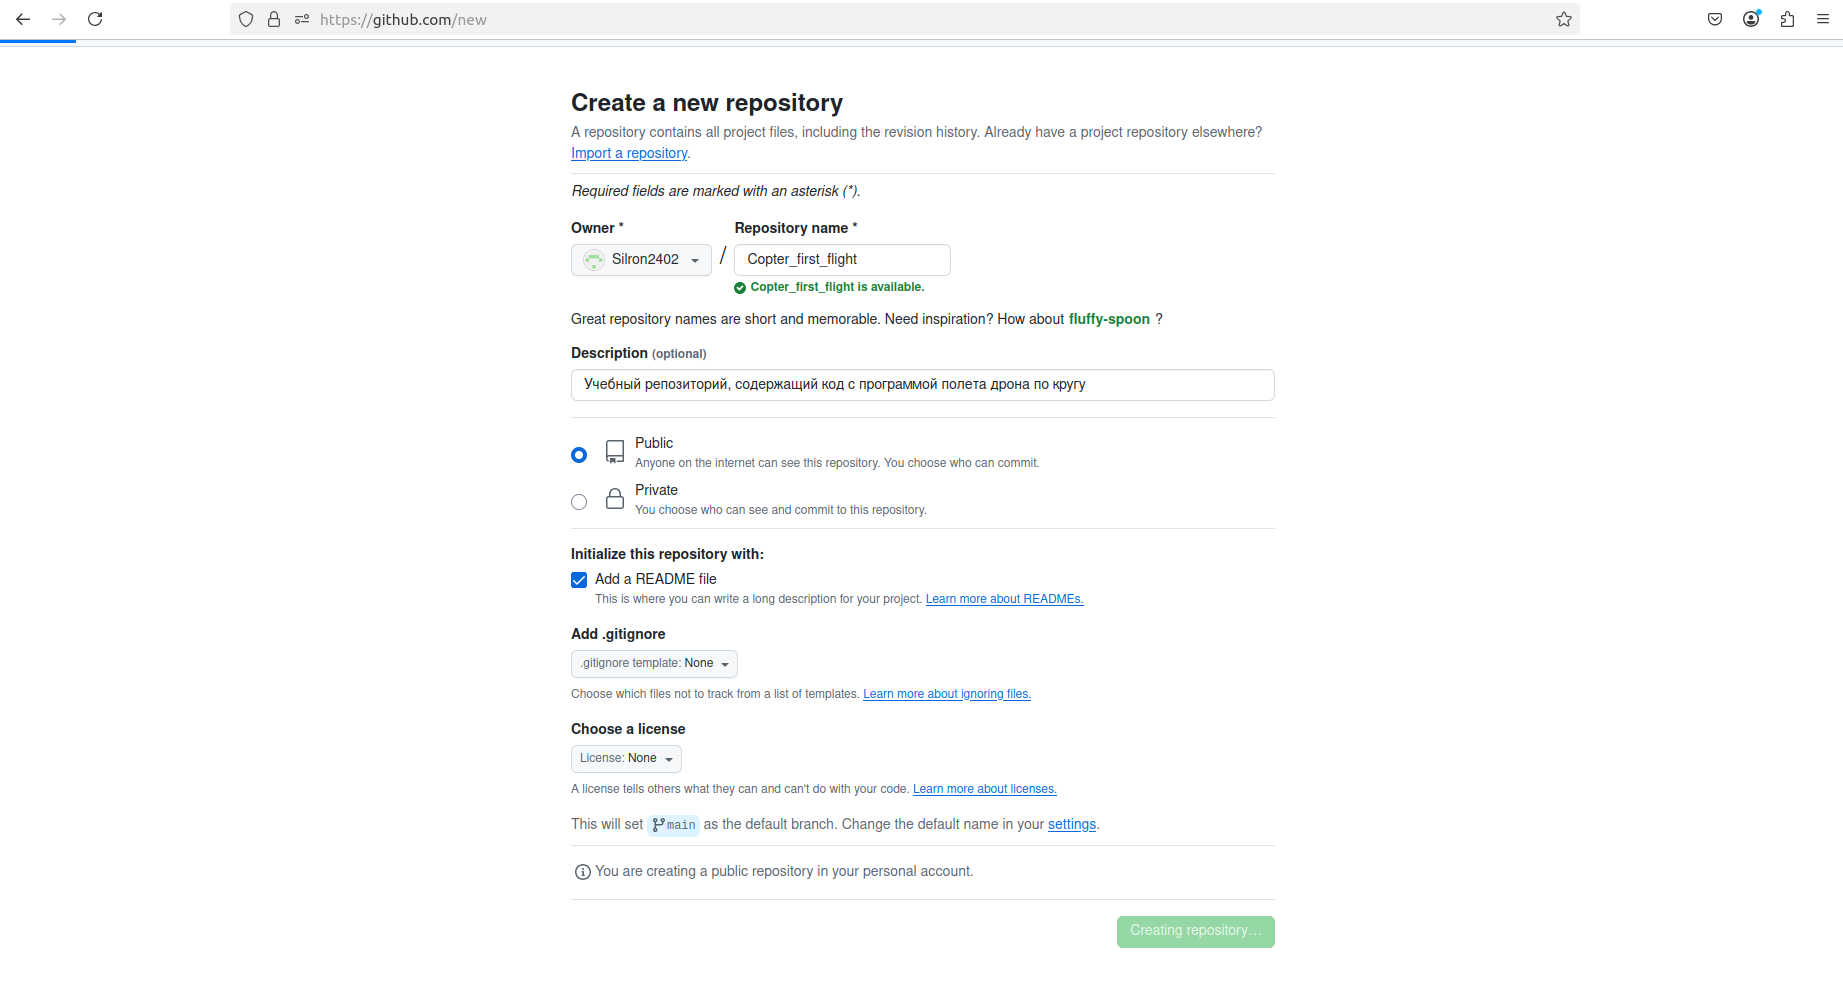 https://github.com/new
Create a new repository
A repository contains all project files, including the revision history. Already have a project repository elsewhere?
Import a repository.
Required fields are marked with an asterisk (*).
Owner * Repository name *
Silron2402 / Copter_first_flight
Copter_first_flight is available.
Great repository names are short and memorable. Need inspiration? How about fluffy-spoon ?
Description (optional)
Учебный репозиторий, содержащий код с программой полета дрона по кругу
Public
Anyone on the internet can see this repository. You choose who can commit.
Private
You choose who can see and commit to this repository.
Initialize this repository with:
Add a README file
This is where you can write a long description for your project. Learn more about READMEs.
Add .gitignore
.gitignore template: None
Choose which files not to track from a list of templates. Learn more about ignoring files.
Choose a license
License: None
A license tells others what they can and can't do with your code. Learn more about licenses.
This will set main as the default branch. Change the default name in your settings.
You are creating a public repository in your personal account.
Creating repository…